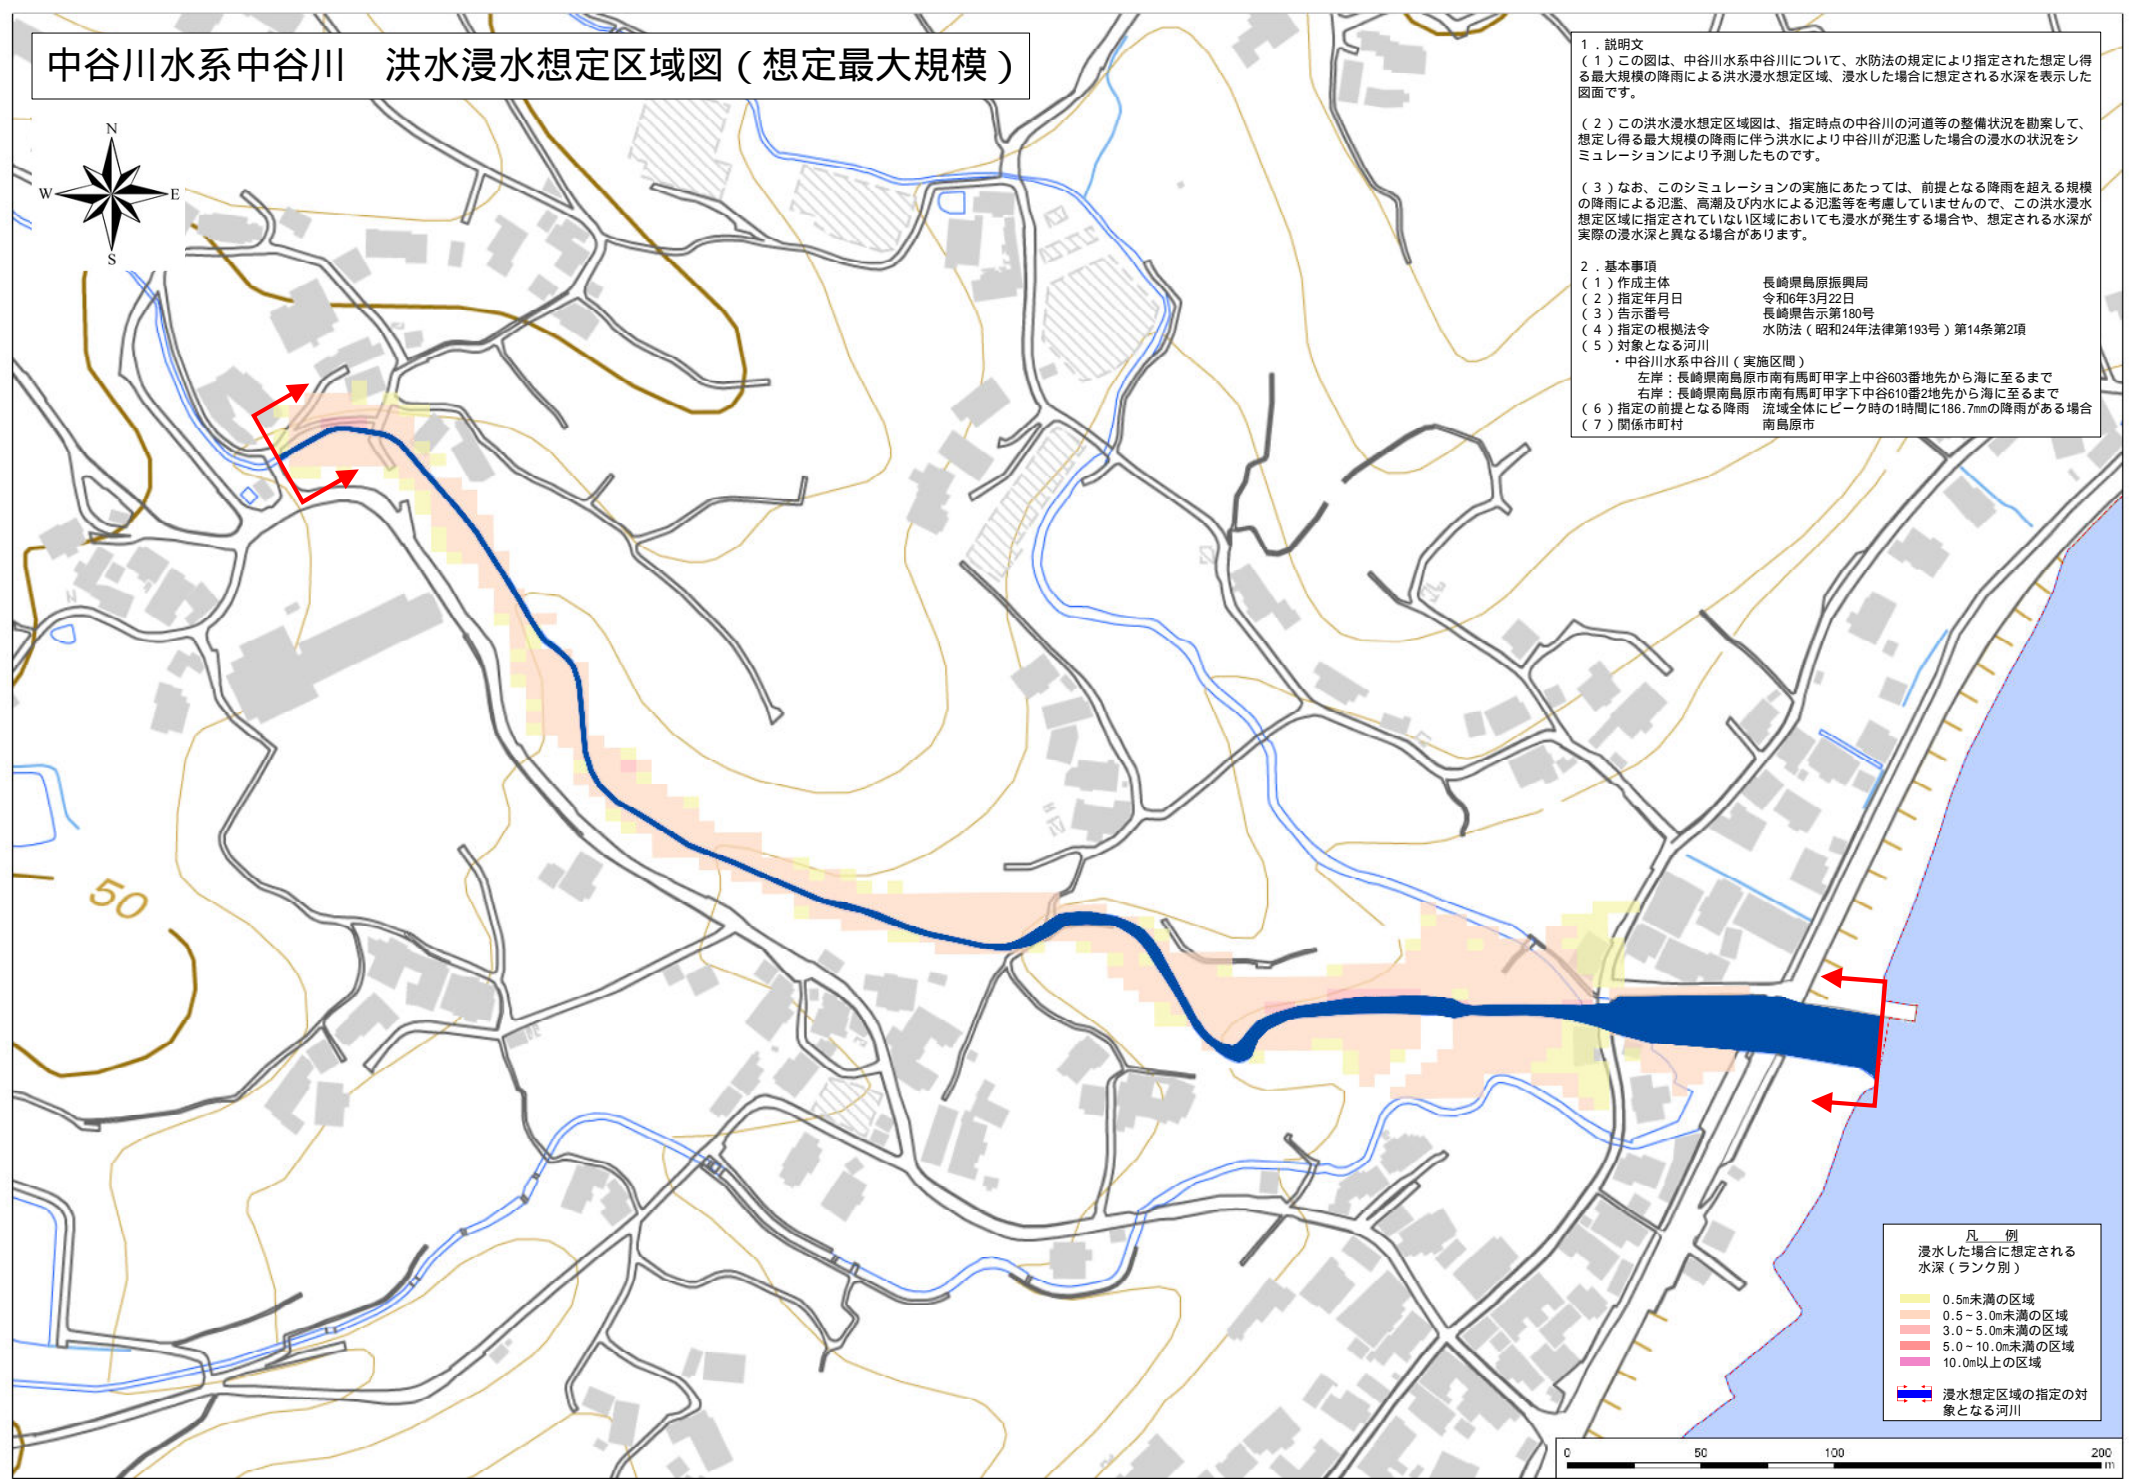 中谷川水系中谷川　洪水浸水想定区域図（想定最大規模）
N
W
E
S
1．説明文
（1）この図は、中谷川水系中谷川について、水防法の規定により指定された想定し得
る最大規模の降雨による洪水浸水想定区域、浸水した場合に想定される水深を表示した
図面です。
（2）この洪水浸水想定区域図は、指定時点の中谷川の河道等の整備状況を勘案して、
想定し得る最大規模の降雨に伴う洪水により中谷川が氾濫した場合の浸水の状況をシ
ミュレーションにより予測したものです。
（3）なお、このシミュレーションの実施にあたっては、前提となる降雨を超える規模
の降雨による氾濫、高潮及び内水による氾濫等を考慮していませんので、この洪水浸水
想定区域に指定されていない区域においても浸水が発生する場合や、想定される水深が
実際の浸水深と異なる場合があります。
2．基本事項
（1）作成主体　長崎県島原振興局
（2）指定年月日　令和6年3月22日
（3）告示番号　長崎県告示第180号
（4）指定の根拠法令　水防法（昭和24年法律第193号）第14条第2項
（5）対象となる河川
・中谷川水系中谷川（実施区間）
左岸：長崎県南島原市南有馬町甲字上中谷603番地先から海に至るまで
右岸：長崎県南島原市南有馬町甲字下中谷610番2地先から海に至るまで
（6）指定の前提となる降雨　流域全体にピーク時の1時間に186.7mmの降雨がある場合
（7）関係市町村　南島原市
50
凡　例
浸水した場合に想定される
水深（ランク別）
0.5m未満の区域
0.5～3.0m未満の区域
3.0～5.0m未満の区域
5.0～10.0m未満の区域
10.0m以上の区域
浸水想定区域の指定の対
象となる河川
0 50 100 200
m